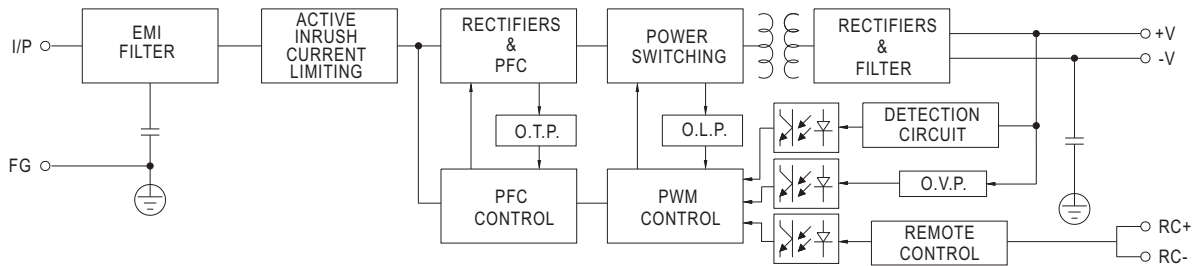 I/P
EMI
FILTER
ACTIVE
INRUSH
CURRENT
LIMITING
RECTIFIERS
&
PFC
POWER
SWITCHING
RECTIFIERS
&
FILTER
+V
-V
O.T.P.
O.L.P.
DETECTION
CIRCUIT
FG
PFC
CONTROL
PWM
CONTROL
O.V.P.
REMOTE
CONTROL
RC+
RC-